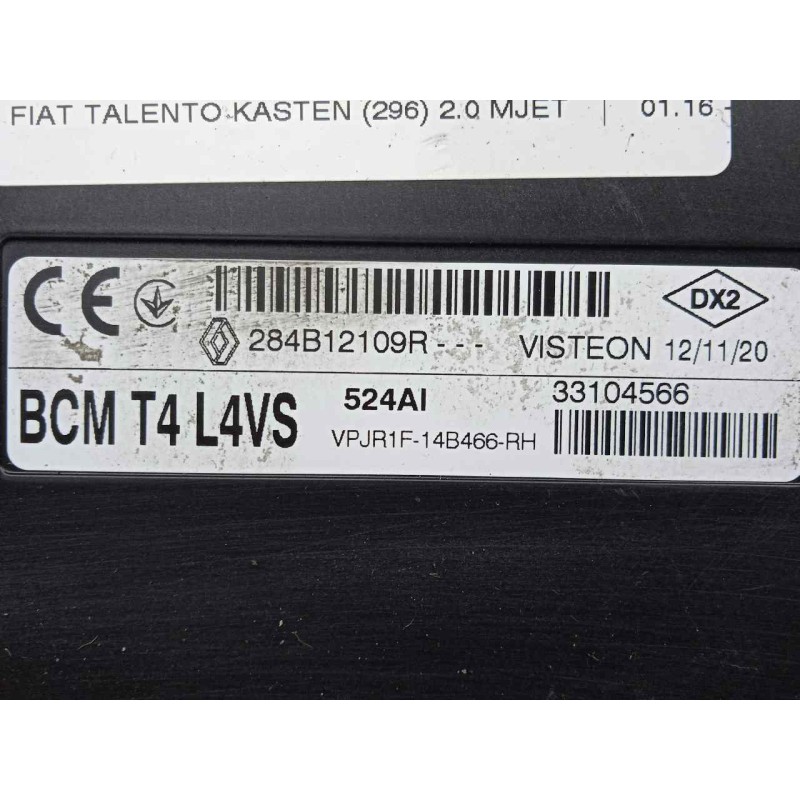 FIAT TALENTO KASTEN (296) 2.0 MJET | 01.16 -
CE
DX2
284B12109R - - - VISTEON 12/11/20
BCM T4 L4VS 524AI 33104566
VPJR1F-14B466-RH